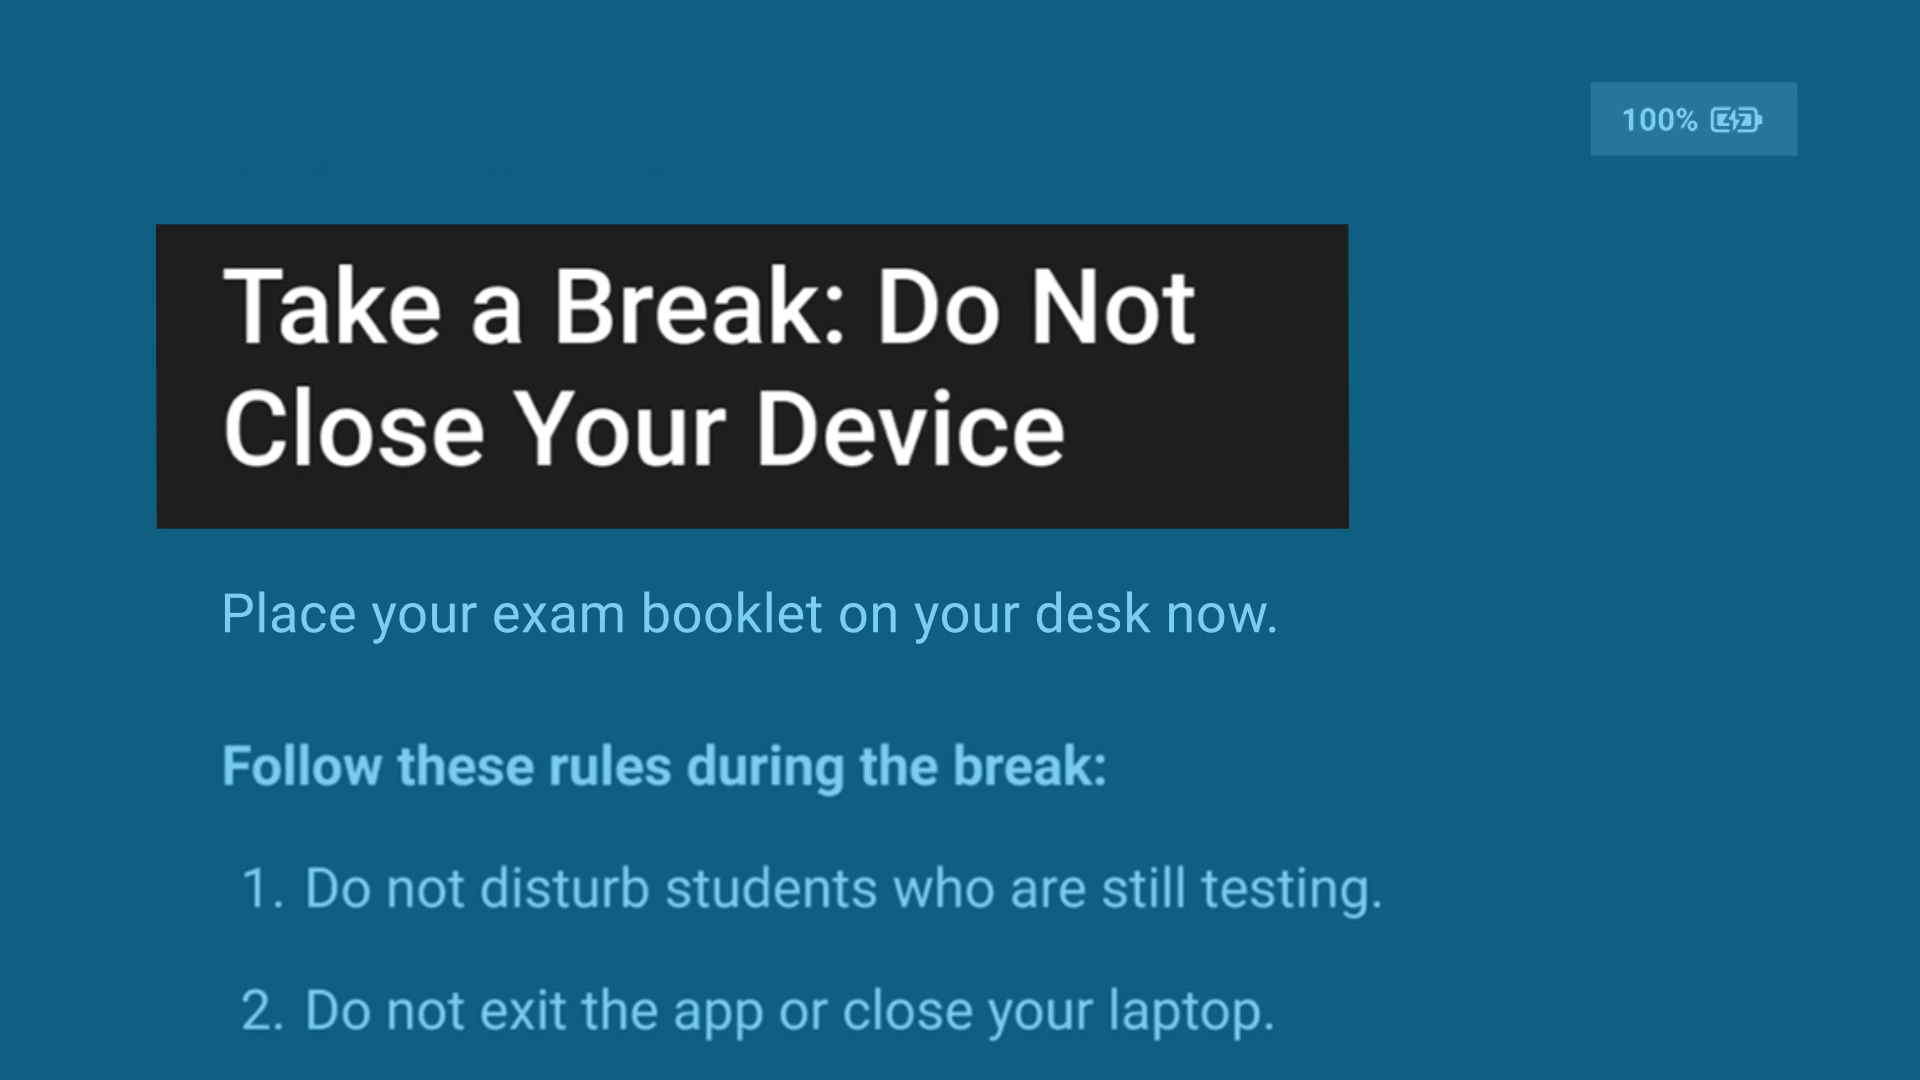 100%
Take a Break: Do Not
Close Your Device
Place your exam booklet on your desk now.
Follow these rules during the break:
1. Do not disturb students who are still testing.
2. Do not exit the app or close your laptop.